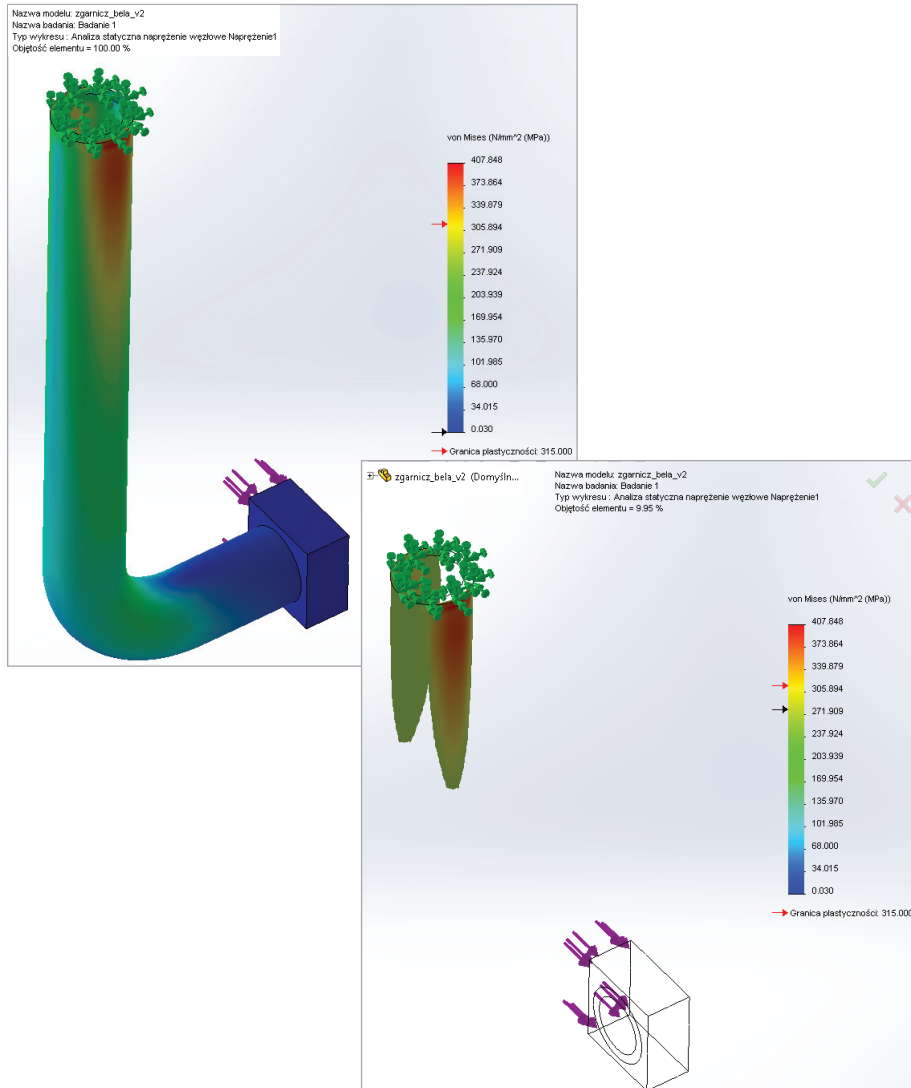 Nazwa modelu: zgarnicz_bela_v2
Nazwa badania: Badanie 1
Typ wykresu : Analiza statyczna naprężenie węzłowe Naprężenie1
Objętość elementu = 100.00 %
von Mises (N/mm^2 (MPa))
407.848
373.864
339.879
305.894
271.909
237.924
203.939
169.954
135.970
101.985
68.000
34.015
0.030
Granica plastyczności: 315.000
zgarnicz_bela_v2 (Domyśln...
Nazwa modelu: zgarnicz_bela_v2
Nazwa badania: Badanie 1
Typ wykresu : Analiza statyczna naprężenie węzłowe Naprężenie1
Objętość elementu = 9.95 %
von Mises (N/mm^2 (MPa))
407.848
373.864
339.879
305.894
271.909
237.924
203.939
169.954
135.970
101.985
68.000
34.015
0.030
Granica plastyczności: 315.000